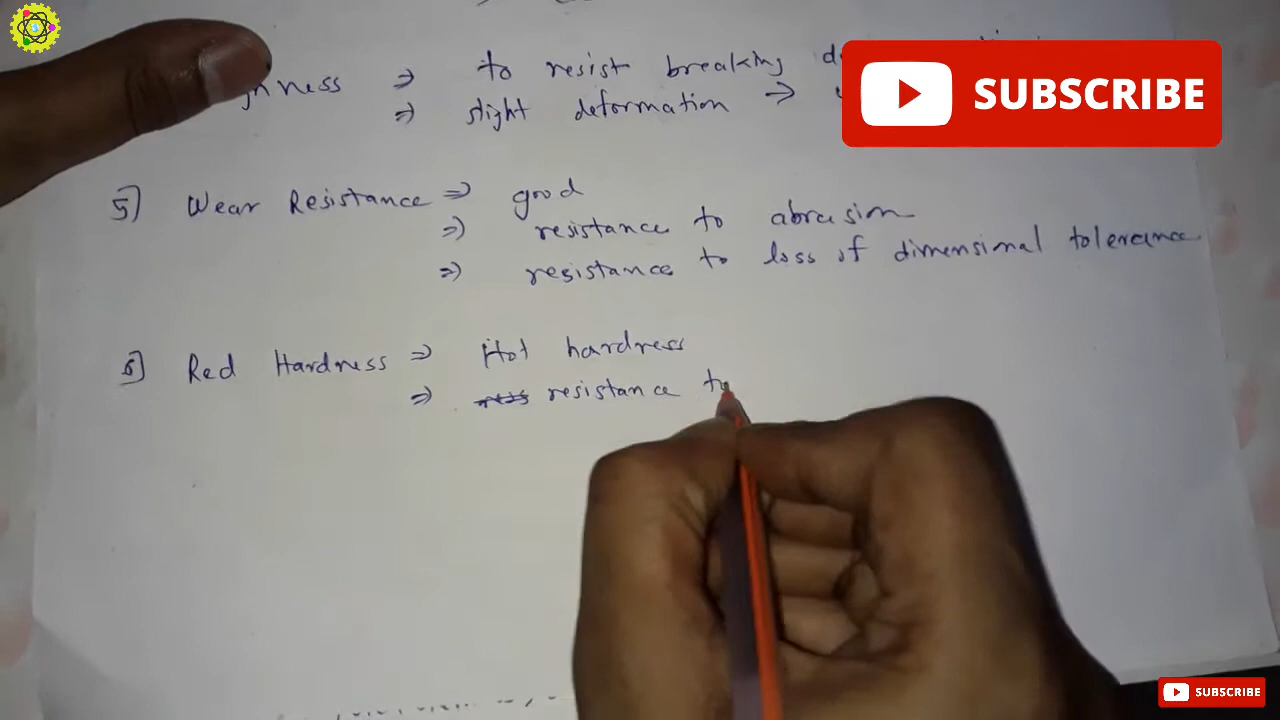 ness ⇒ to resist breaking
⇒ slight deformation →
SUBSCRIBE
5] Wear Resistance ⇒ good
⇒ resistance to abrasion
⇒ resistance to loss of dimensional tolerance
6] Red Hardness ⇒ Hot hardness
⇒ resistance to
SUBSCRIBE